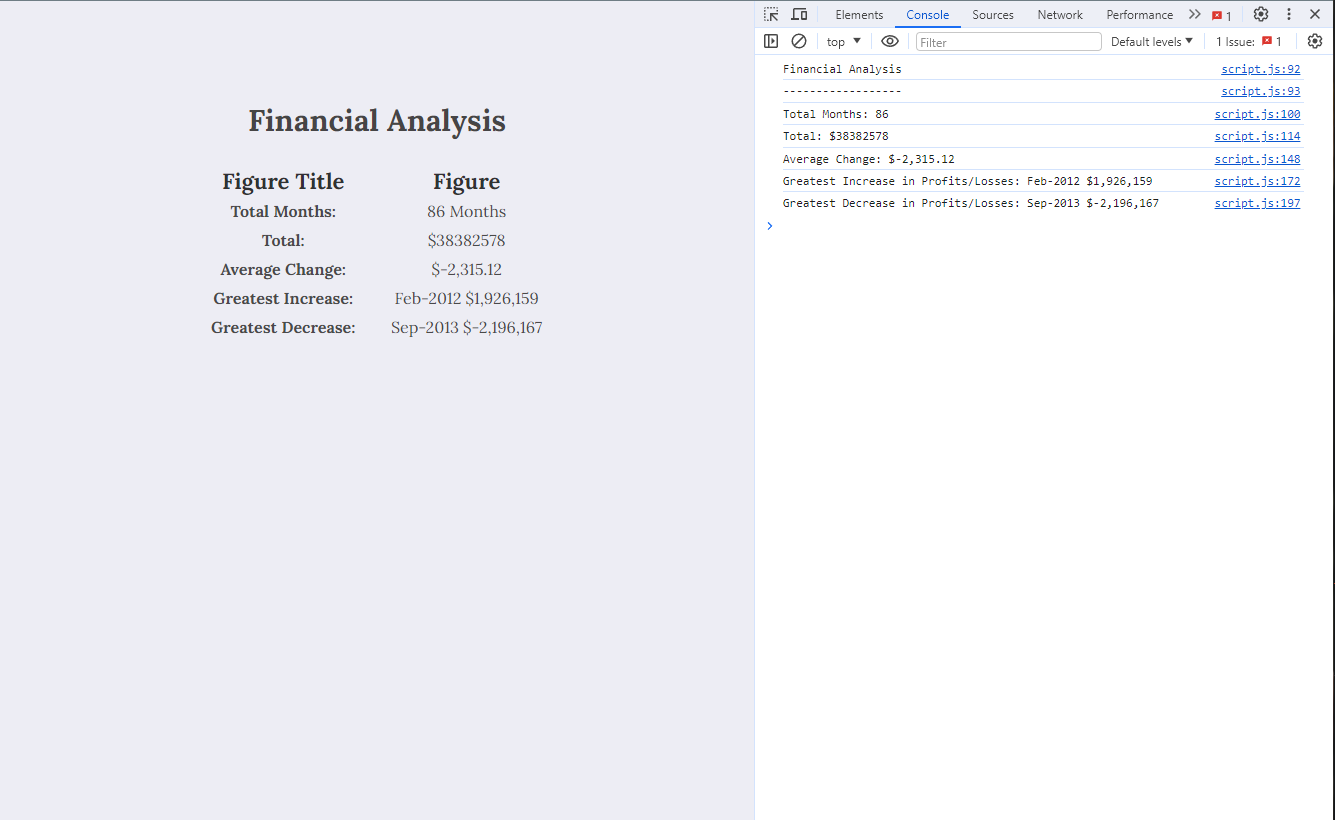 Financial Analysis
Figure Title Figure
Total Months: 86 Months
Total: $38382578
Average Change: $-2,315.12
Greatest Increase: Feb-2012 $1,926,159
Greatest Decrease: Sep-2013 $-2,196,167
Elements Console Sources Network Performance 1
top Filter Default levels 1 Issue: 1
Financial Analysis script.js:92
------------------ script.js:93
Total Months: 86 script.js:100
Total: $38382578 script.js:114
Average Change: $-2,315.12 script.js:148
Greatest Increase in Profits/Losses: Feb-2012 $1,926,159 script.js:172
Greatest Decrease in Profits/Losses: Sep-2013 $-2,196,167 script.js:197